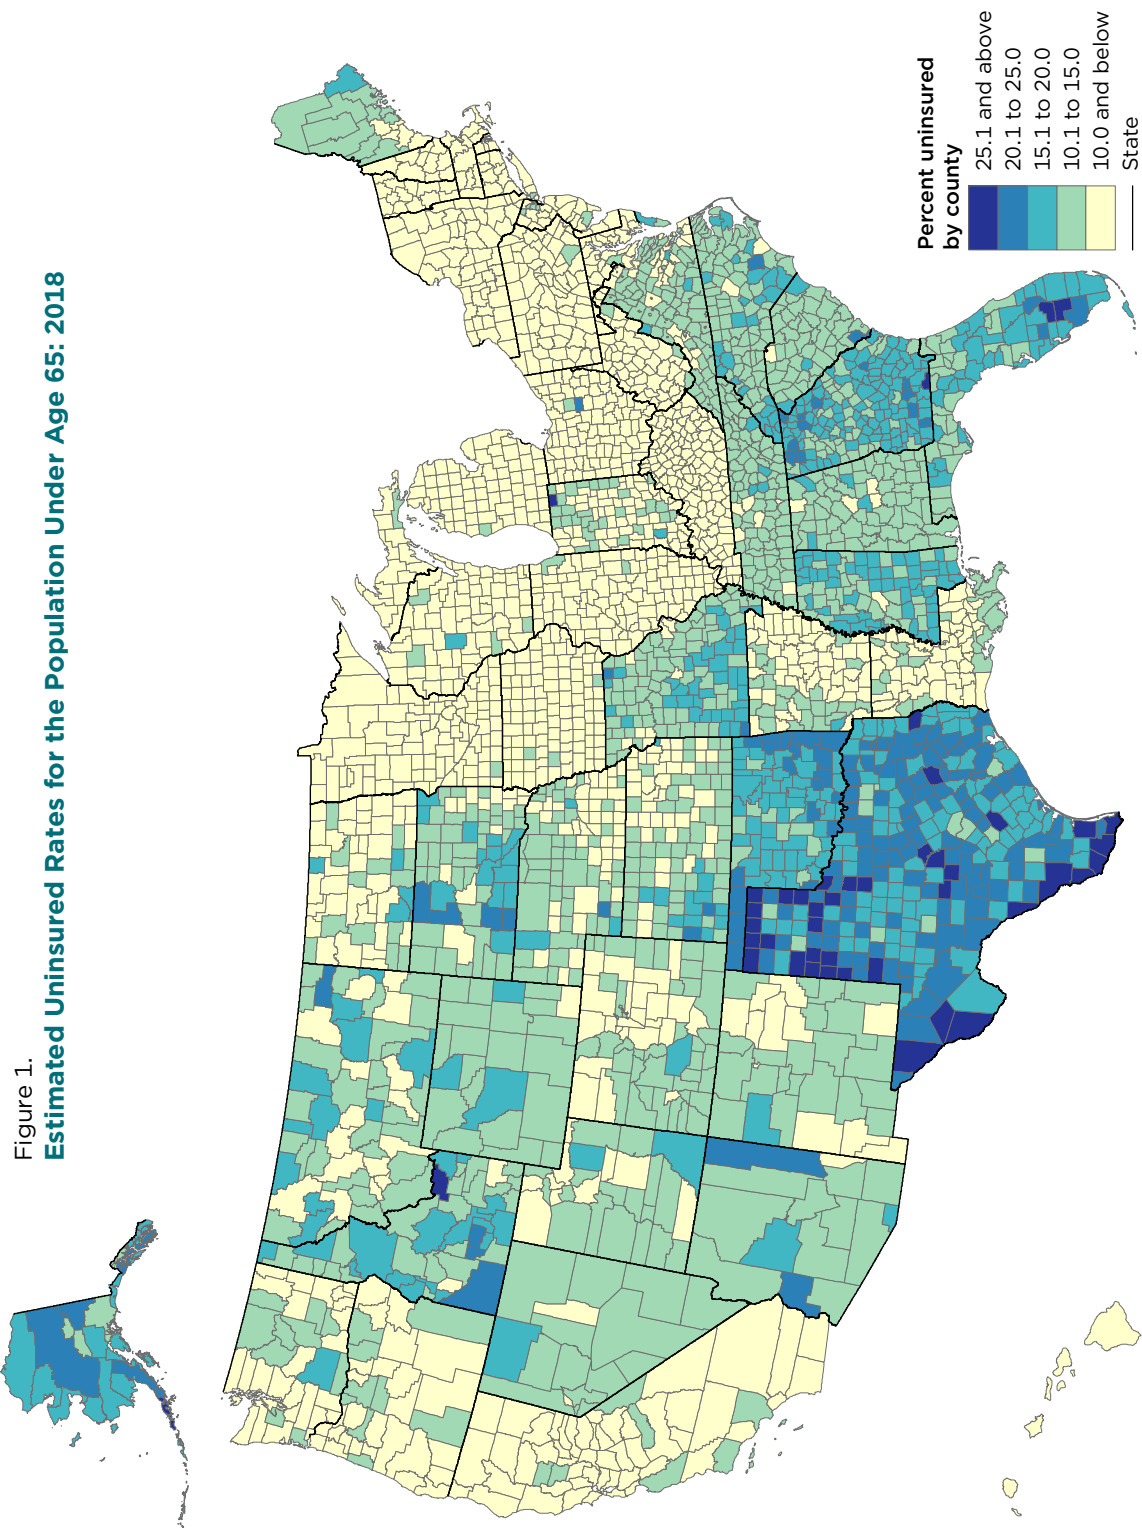 Figure 1.
Estimated Uninsured Rates for the Population Under Age 65: 2018
Percent uninsured
by county
25.1 and above
20.1 to 25.0
15.1 to 20.0
10.1 to 15.0
10.0 and below
State